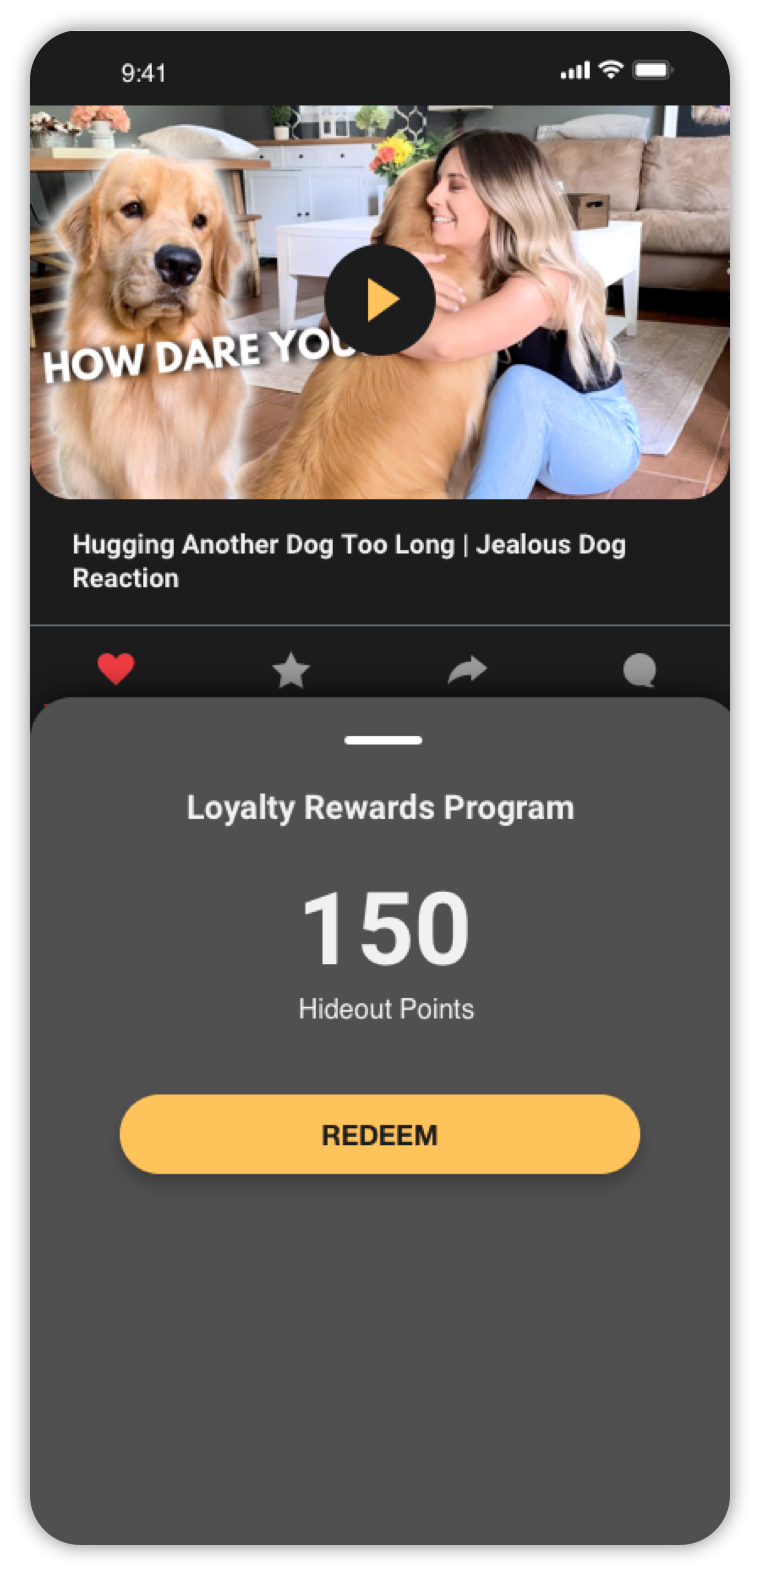 9:41
HOW DARE YOU
Hugging Another Dog Too Long | Jealous Dog
Reaction
Loyalty Rewards Program
150
Hideout Points
REDEEM